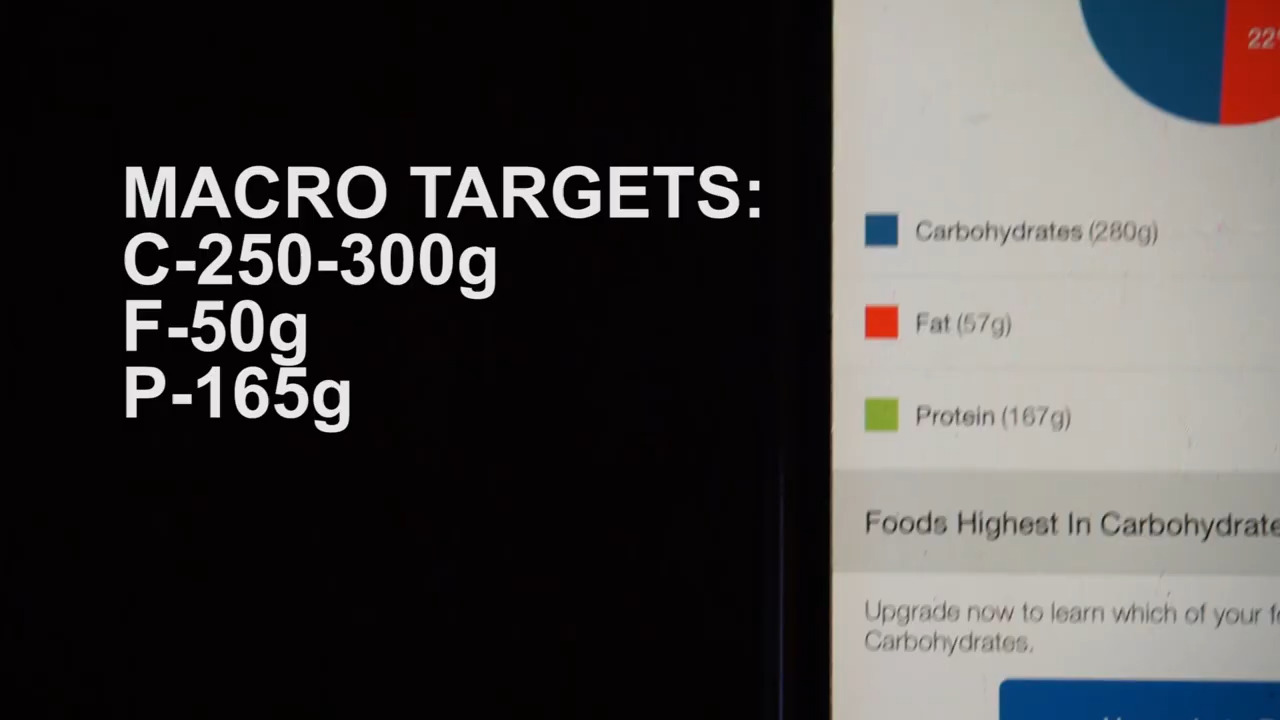 MACRO TARGETS:
C-250-300g
F-50g
P-165g
22
Carbohydrates (280g)
Fat (57g)
Protein (167g)
Foods Highest In Carbohydrate
Upgrade now to learn which of your
Carbohydrates.